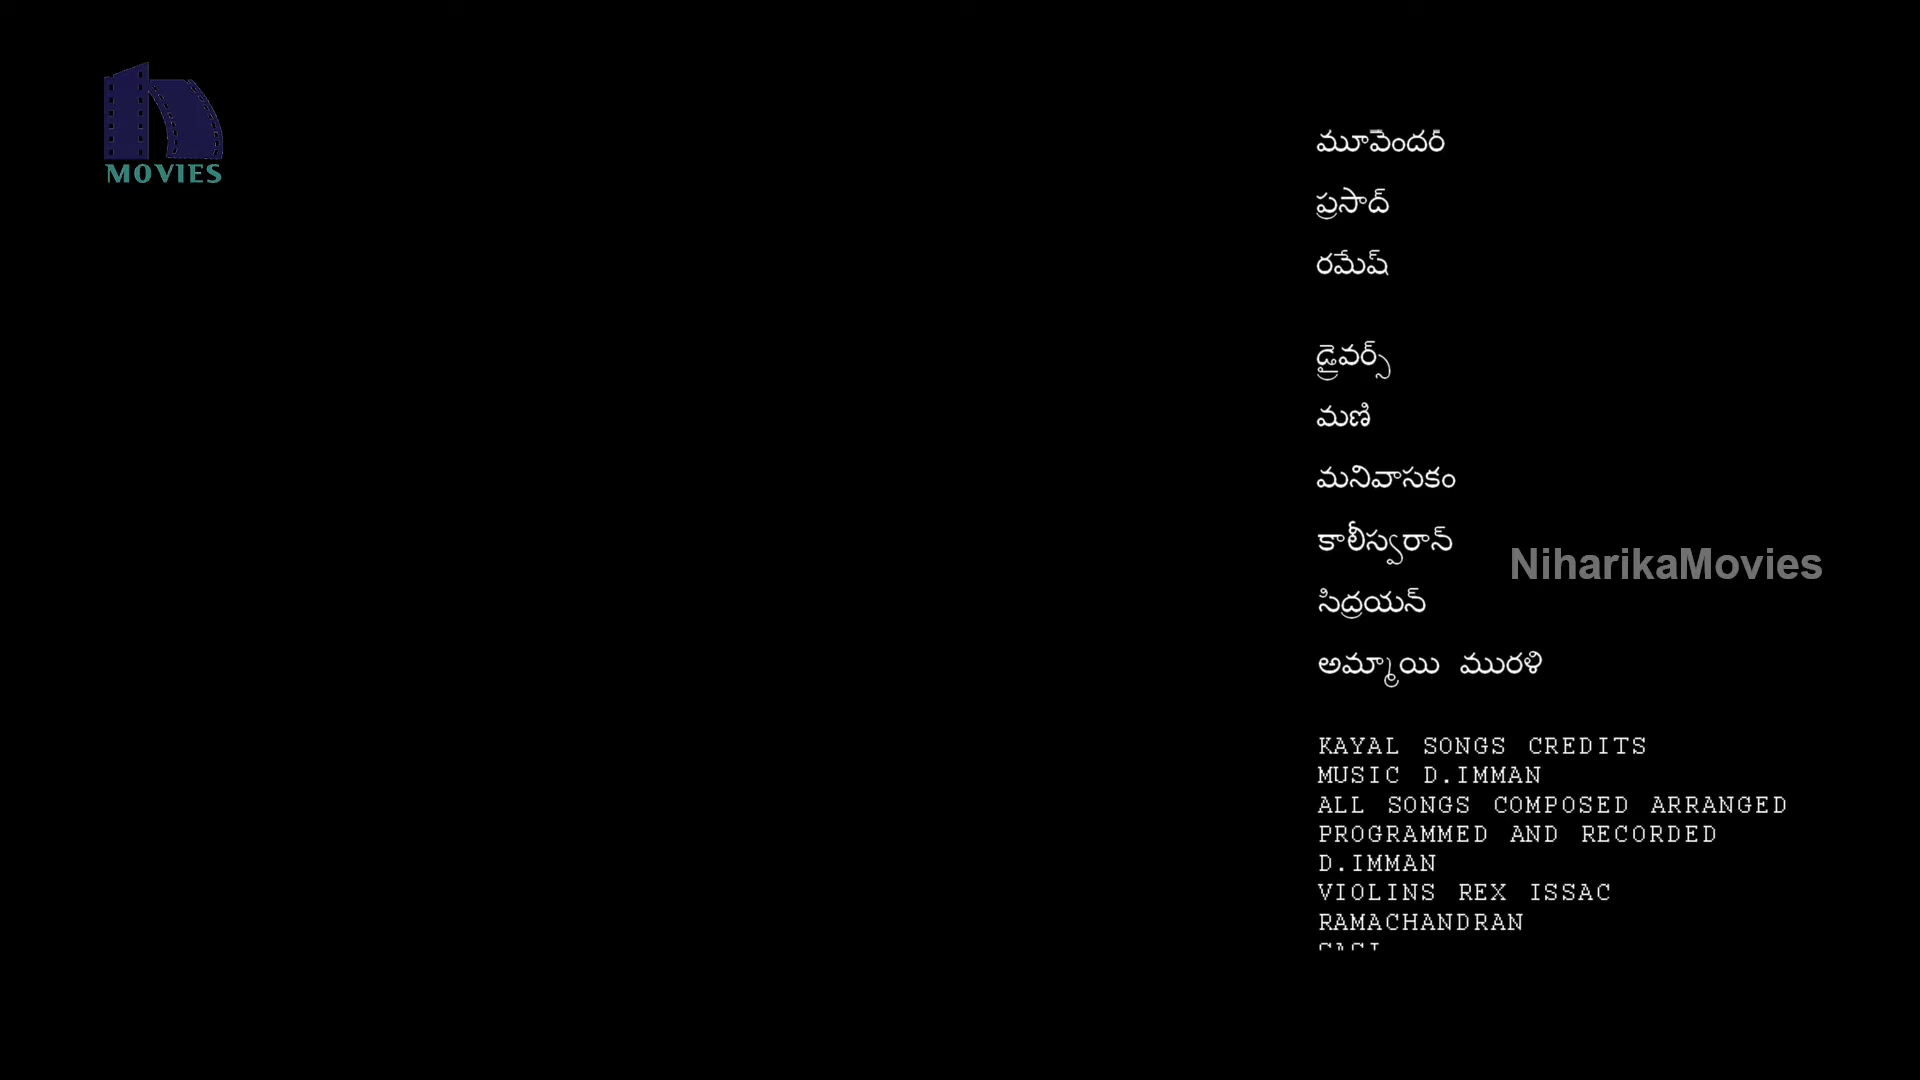 MOVIES
మూవెందర్
ప్రసాద్
రమేష్
డ్రైవర్స్
మణి
మనివాసకం
కాలీస్వరాన్
NiharikaMovies
సిద్రయన్
అమ్మాయి మురళి
KAYAL SONGS CREDITS
MUSIC D.IMMAN
ALL SONGS COMPOSED ARRANGED
PROGRAMMED AND RECORDED
D.IMMAN
VIOLINS REX ISSAC
RAMACHANDRAN